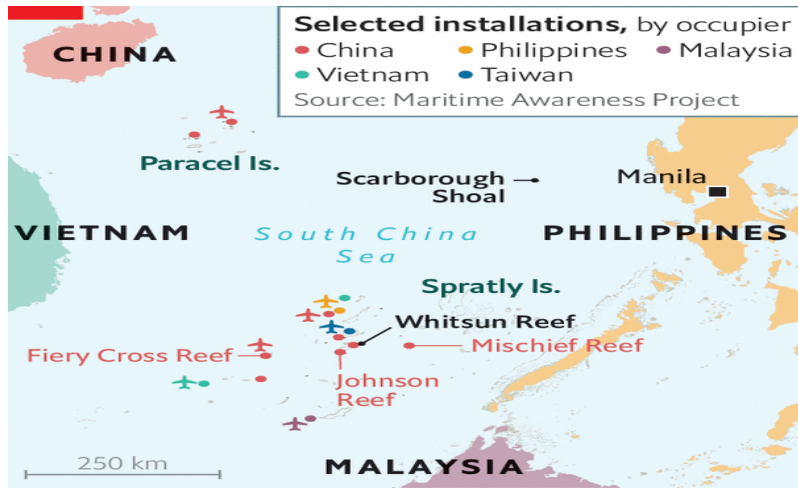 Selected installations, by occupier
China Philippines Malaysia
Vietnam Taiwan
Source: Maritime Awareness Project
CHINA
Paracel Is.
Scarborough
Shoal
Manila
VIETNAM
South China
Sea
PHILIPPINES
Spratly Is.
Whitsun Reef
Fiery Cross Reef
Mischief Reef
Johnson
Reef
250 km
MALAYSIA